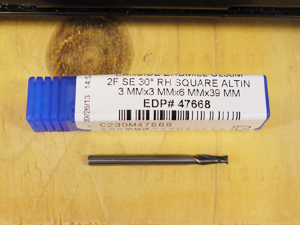 2F SE 30° RH SQUARE ALTIN
3 MMx3 MMx6 MMx39 MM
EDP# 47668
C230M47668